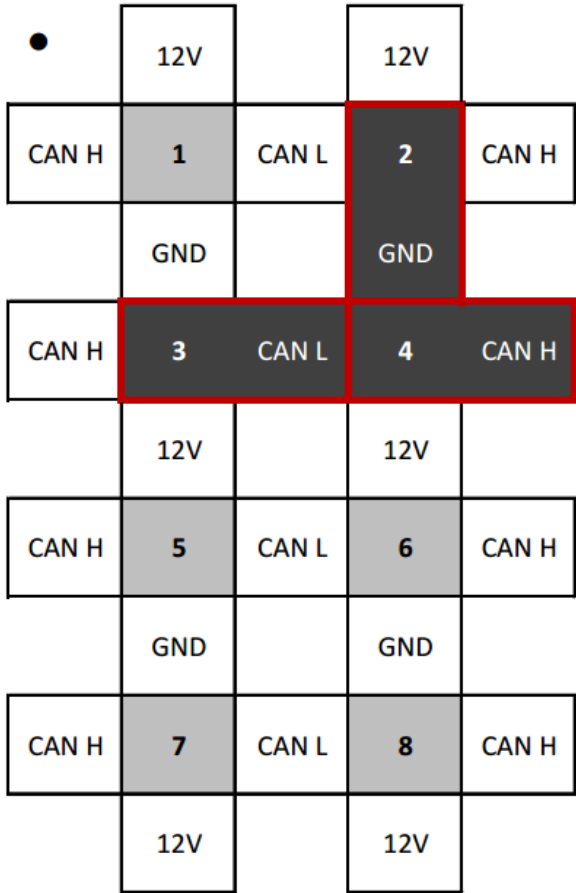 12V 12V
CAN H 1 CAN L 2 CAN H
GND GND
CAN H 3 CAN L 4 CAN H
12V 12V
CAN H 5 CAN L 6 CAN H
GND GND
CAN H 7 CAN L 8 CAN H
12V 12V